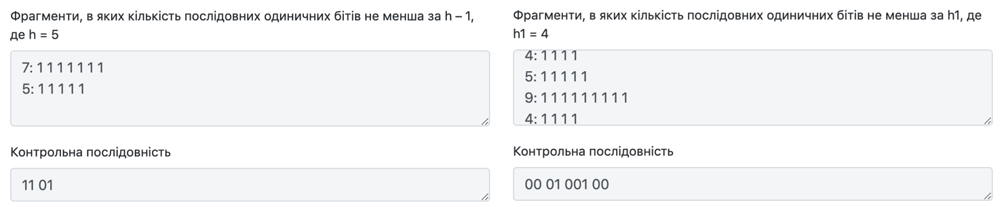 Фрагменти, в яких кількість послідовних одиничних бітів не менша за h – 1,
де h = 5
7: 1 1 1 1 1 1 1
5: 1 1 1 1 1
Контрольна послідовність
11 01
Фрагменти, в яких кількість послідовних одиничних бітів не менша за h1, де
h1 = 4
4: 1 1 1 1
5: 1 1 1 1 1
9: 1 1 1 1 1 1 1 1 1
4: 1 1 1 1
Контрольна послідовність
00 01 001 00